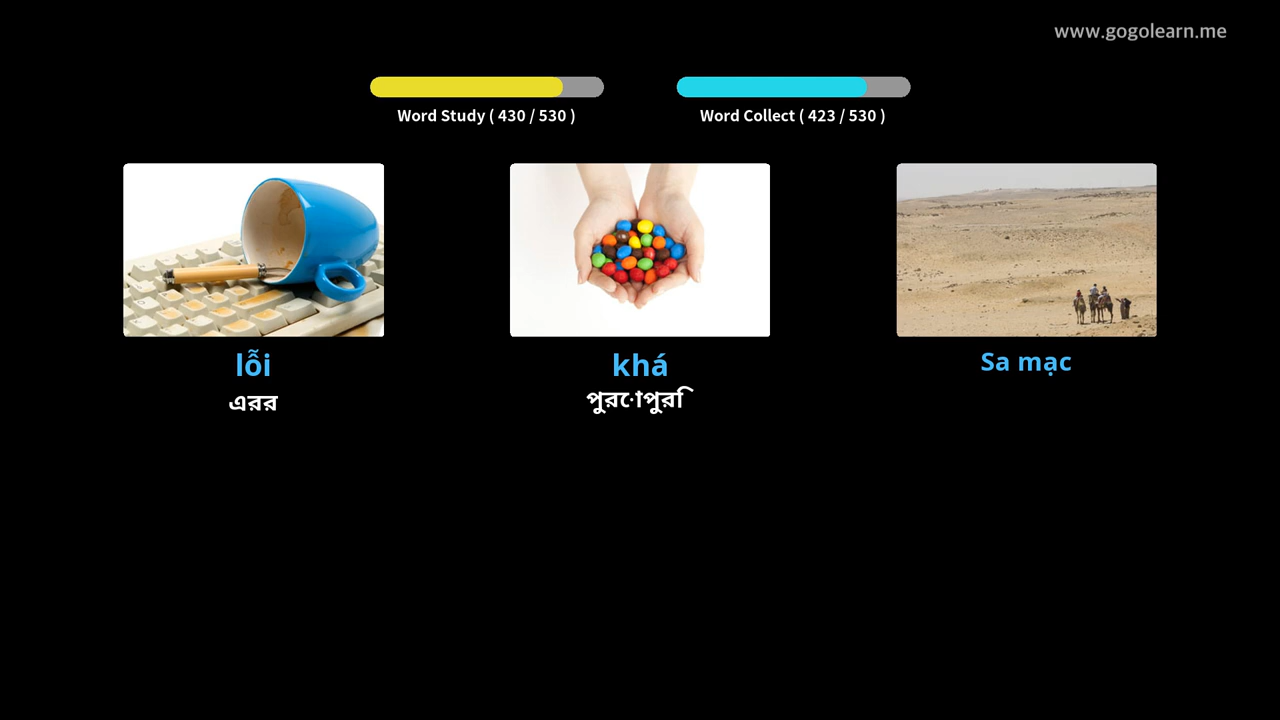 www.gogolearn.me
Word Study ( 430 / 530 )
Word Collect ( 423 / 530 )
lỗi
khá
Sa mạc
এরর
পুরোপুরি